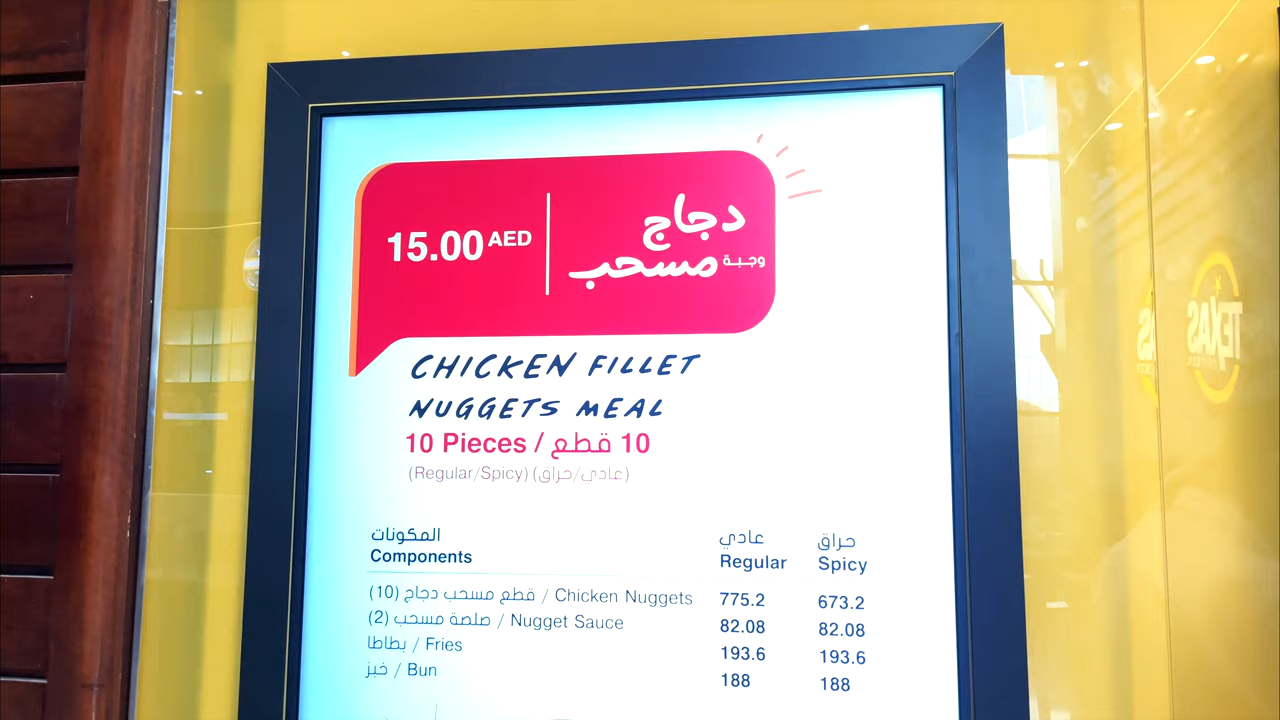 15.00 AED
دجاج
وجبة مسحب
CHICKEN FILLET
NUGGETS MEAL
10 Pieces / قطع 10
(Regular/Spicy) (عادي/حراق)
المكونات عادي حراق
Components Regular Spicy
(10) قطع مسحب دجاج / Chicken Nuggets 775.2 673.2
(2) صلصة مسحب / Nugget Sauce 82.08 82.08
بطاطا / Fries 193.6 193.6
خبز / Bun 188 188
TEXAS